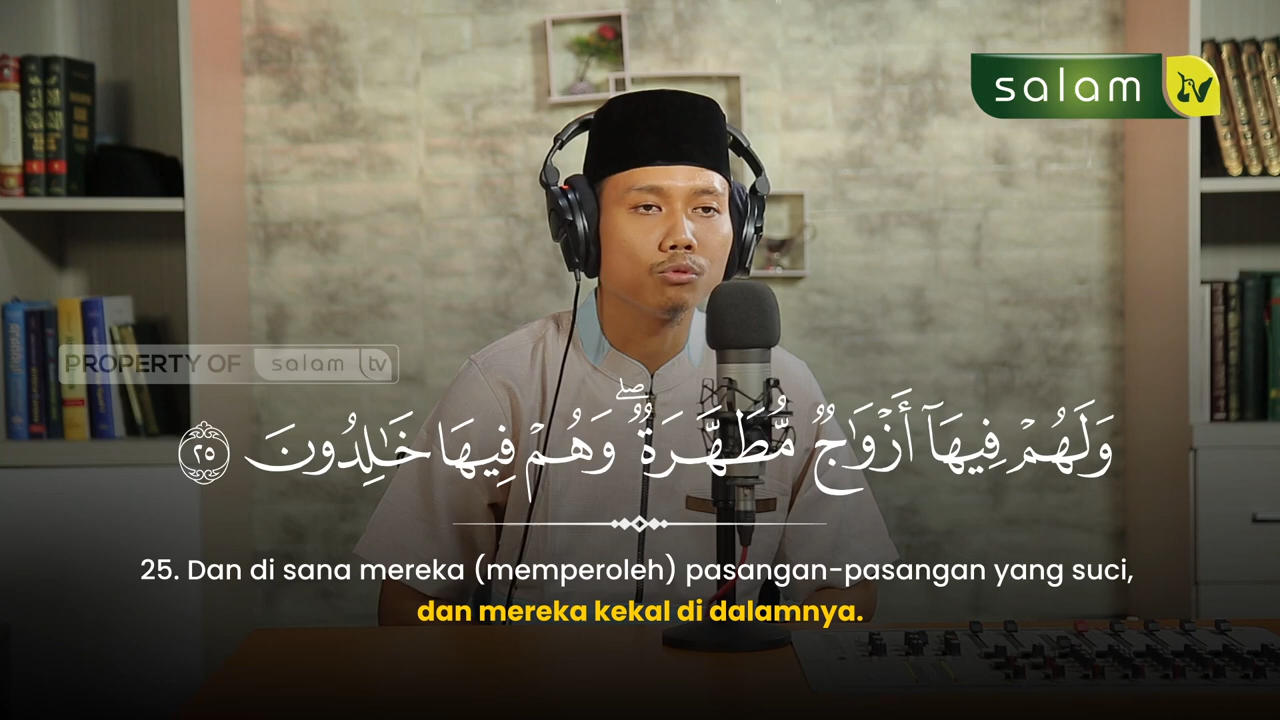 salam tv
PROPERTY OF salam tv
وَلَهُمْ فِيهَآ أَزْوَٰجٌ مُّطَهَّرَةٌ ۖ وَهُمْ فِيهَا خَٰلِدُونَ ٢٥
25. Dan di sana mereka (memperoleh) pasangan-pasangan yang suci,
dan mereka kekal di dalamnya.